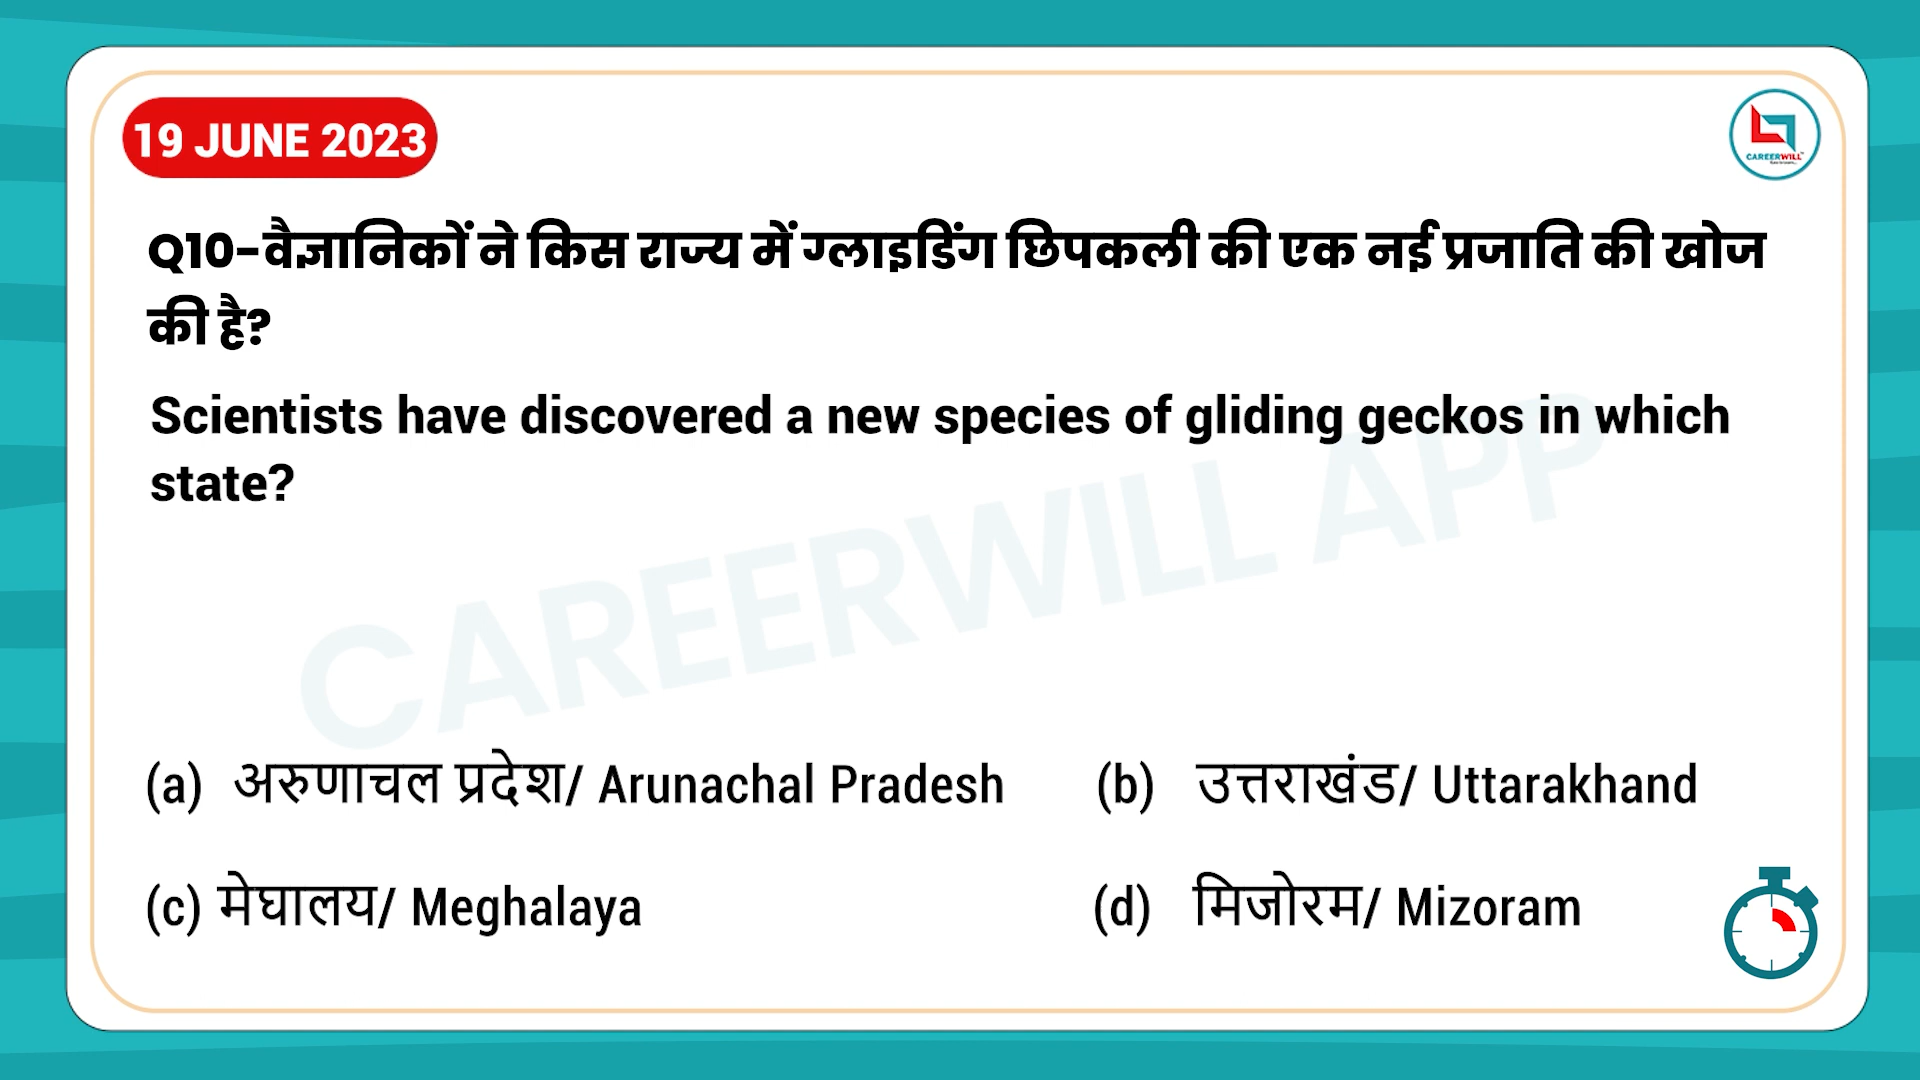 19 JUNE 2023
CAREERWILL
Q10-वैज्ञानिकों ने किस राज्य में ग्लाइडिंग छिपकली की एक नई प्रजाति की खोज
की है?
Scientists have discovered a new species of gliding geckos in which
state?
CAREERWILL APP
(a) अरुणाचल प्रदेश/ Arunachal Pradesh
(b) उत्तराखंड/ Uttarakhand
(c) मेघालय/ Meghalaya
(d) मिजोरम/ Mizoram